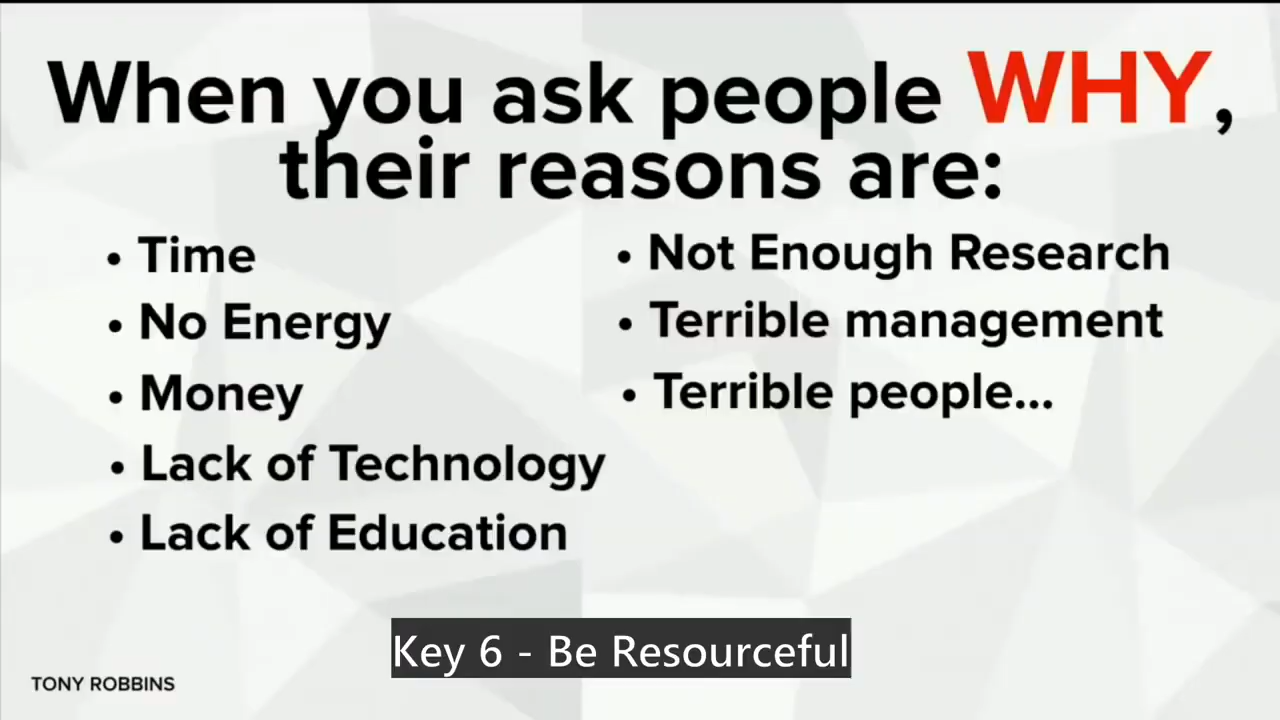 When you ask people WHY,
their reasons are:
• Time
• No Energy
• Money
• Lack of Technology
• Lack of Education
• Not Enough Research
• Terrible management
• Terrible people...
Key 6 - Be Resourceful
TONY ROBBINS